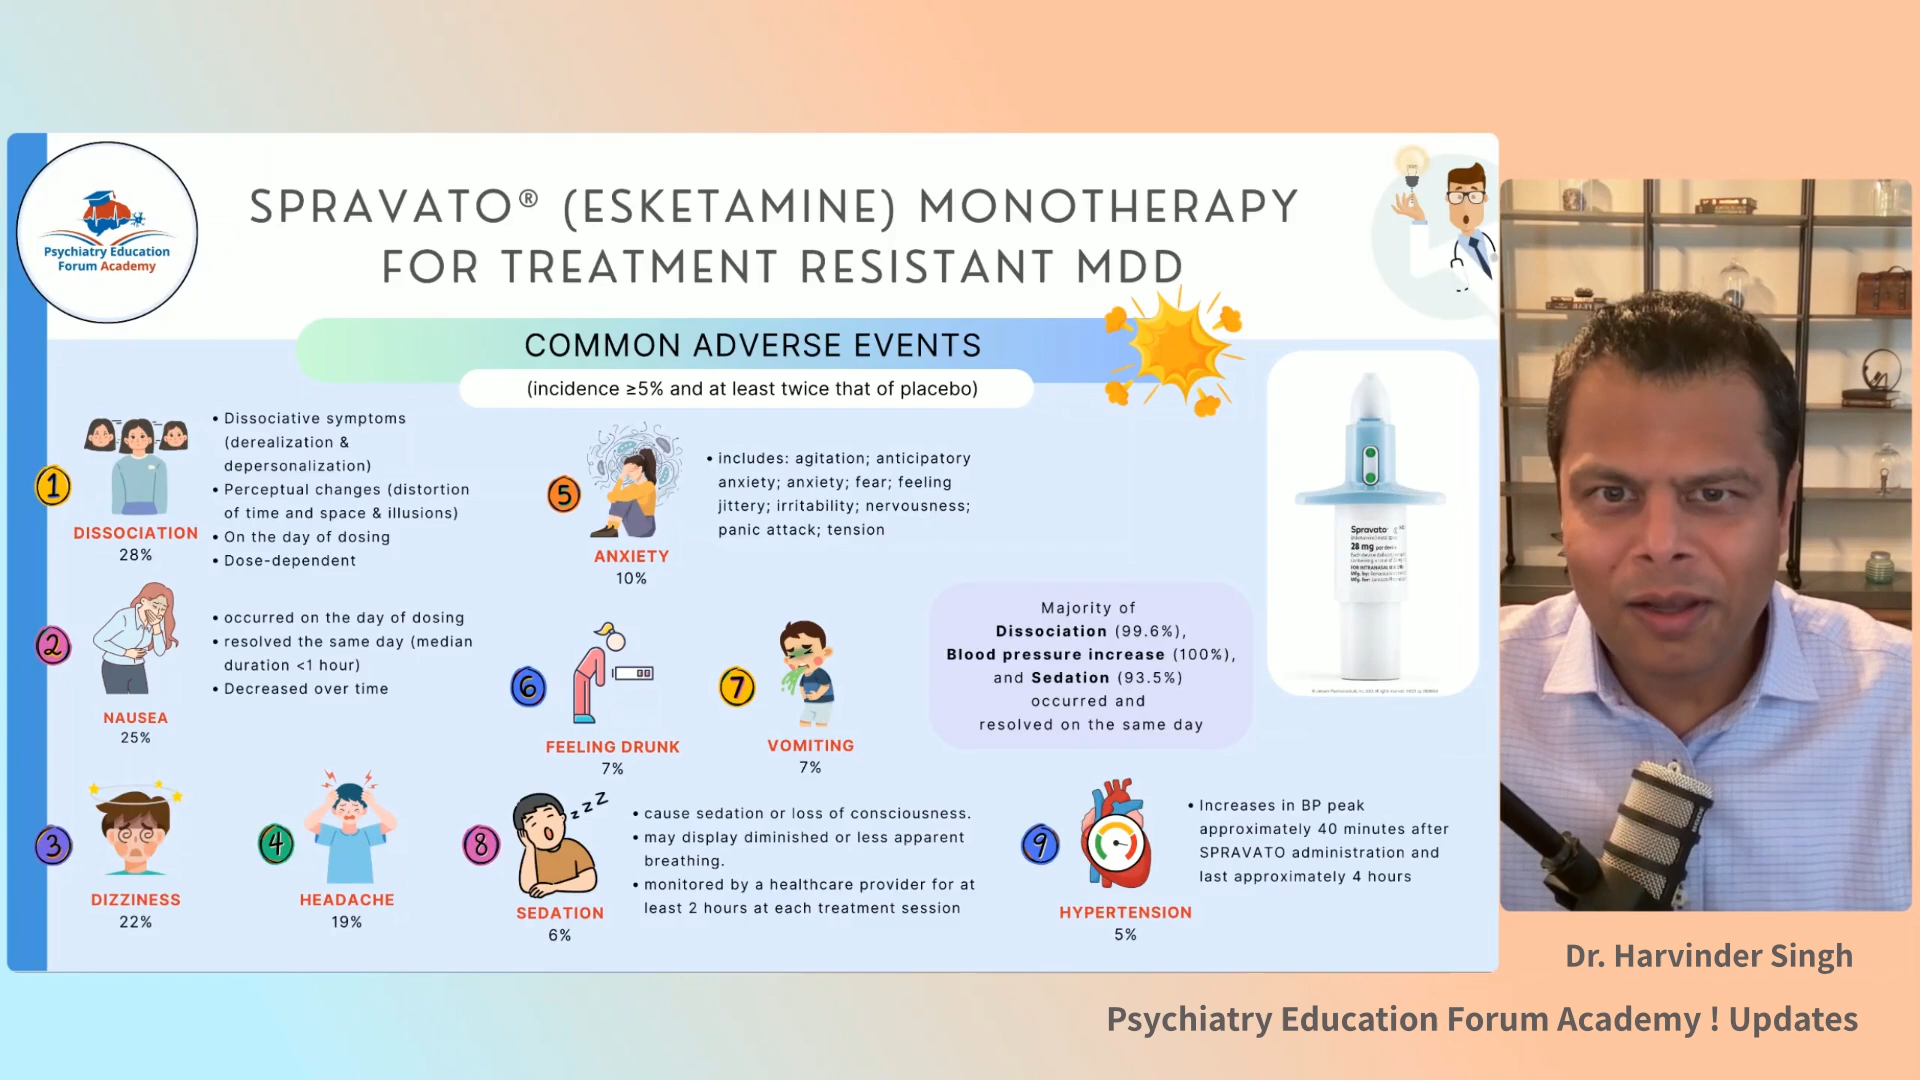 Psychiatry Education
Forum Academy
SPRAVATO® (ESKETAMINE) MONOTHERAPY
FOR TREATMENT RESISTANT MDD
COMMON ADVERSE EVENTS
(incidence ≥5% and at least twice that of placebo)
1
DISSOCIATION
28%
• Dissociative symptoms
(derealization &
depersonalization)
• Perceptual changes (distortion
of time and space & illusions)
• On the day of dosing
• Dose-dependent
2
NAUSEA
25%
• occurred on the day of dosing
• resolved the same day (median
duration <1 hour)
• Decreased over time
3
DIZZINESS
22%
4
HEADACHE
19%
5
ANXIETY
10%
• includes: agitation; anticipatory
anxiety; anxiety; fear; feeling
jittery; irritability; nervousness;
panic attack; tension
6
FEELING DRUNK
7%
7
VOMITING
7%
Majority of
Dissociation (99.6%),
Blood pressure increase (100%),
and Sedation (93.5%)
occurred and
resolved on the same day
8
zzz
SEDATION
6%
• cause sedation or loss of consciousness.
• may display diminished or less apparent
breathing.
• monitored by a healthcare provider for at
least 2 hours at each treatment session
9
HYPERTENSION
5%
• Increases in BP peak
approximately 40 minutes after
SPRAVATO administration and
last approximately 4 hours
Spravato
28 mg per device
Dr. Harvinder Singh
Psychiatry Education Forum Academy ! Updates